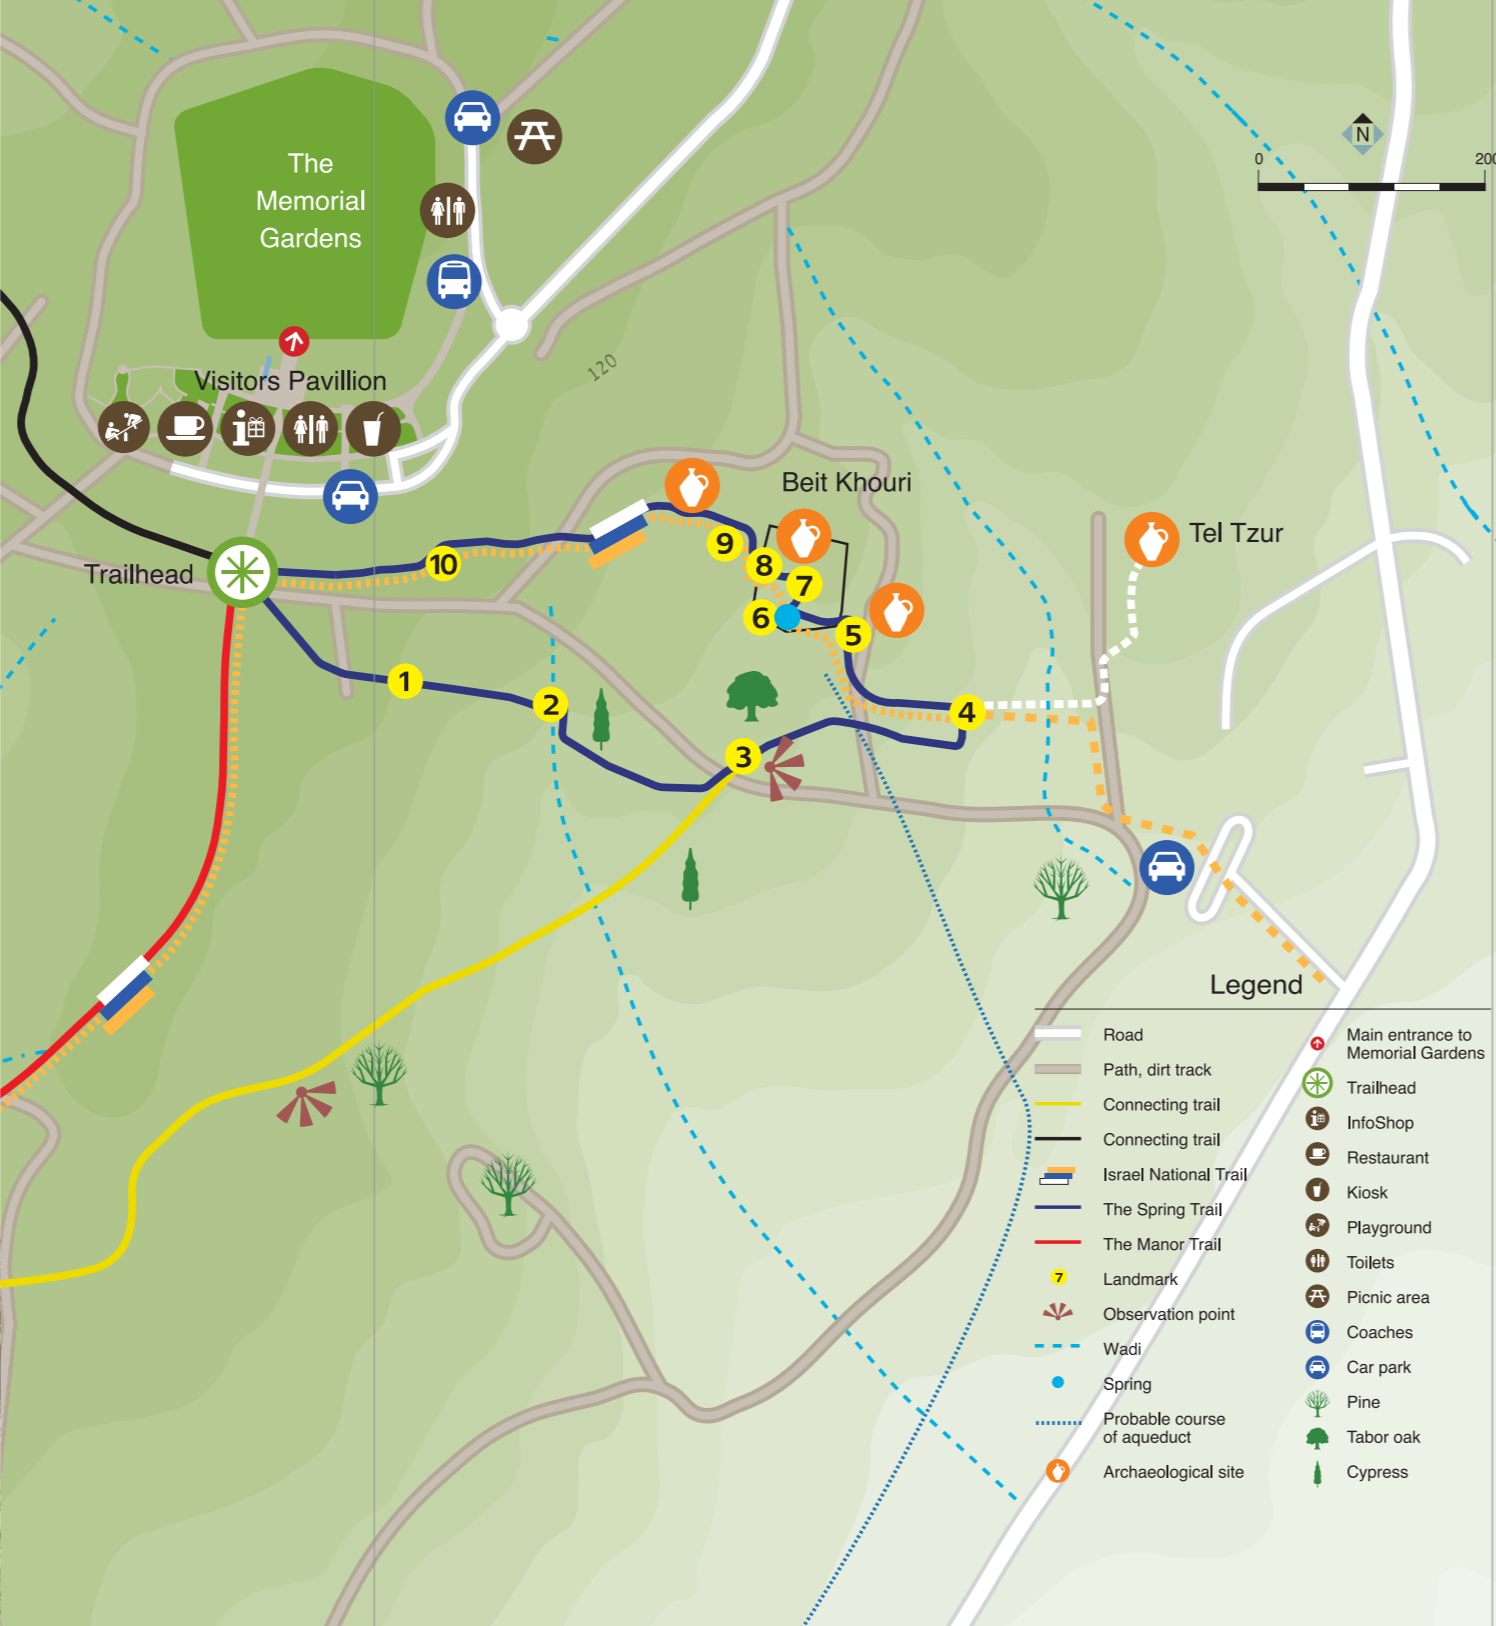 The
Memorial
Gardens
N
0
200
120
Visitors Pavillion
Beit Khouri
Tel Tzur
Trailhead
10
9
8
7
6
5
1
2
4
3
Legend
Road
Path, dirt track
Connecting trail
Connecting trail
Israel National Trail
The Spring Trail
The Manor Trail
7
Landmark
Observation point
Wadi
Spring
Probable course
of aqueduct
Archaeological site
Main entrance to
Memorial Gardens
Trailhead
InfoShop
Restaurant
Kiosk
Playground
Toilets
Picnic area
Coaches
Car park
Pine
Tabor oak
Cypress